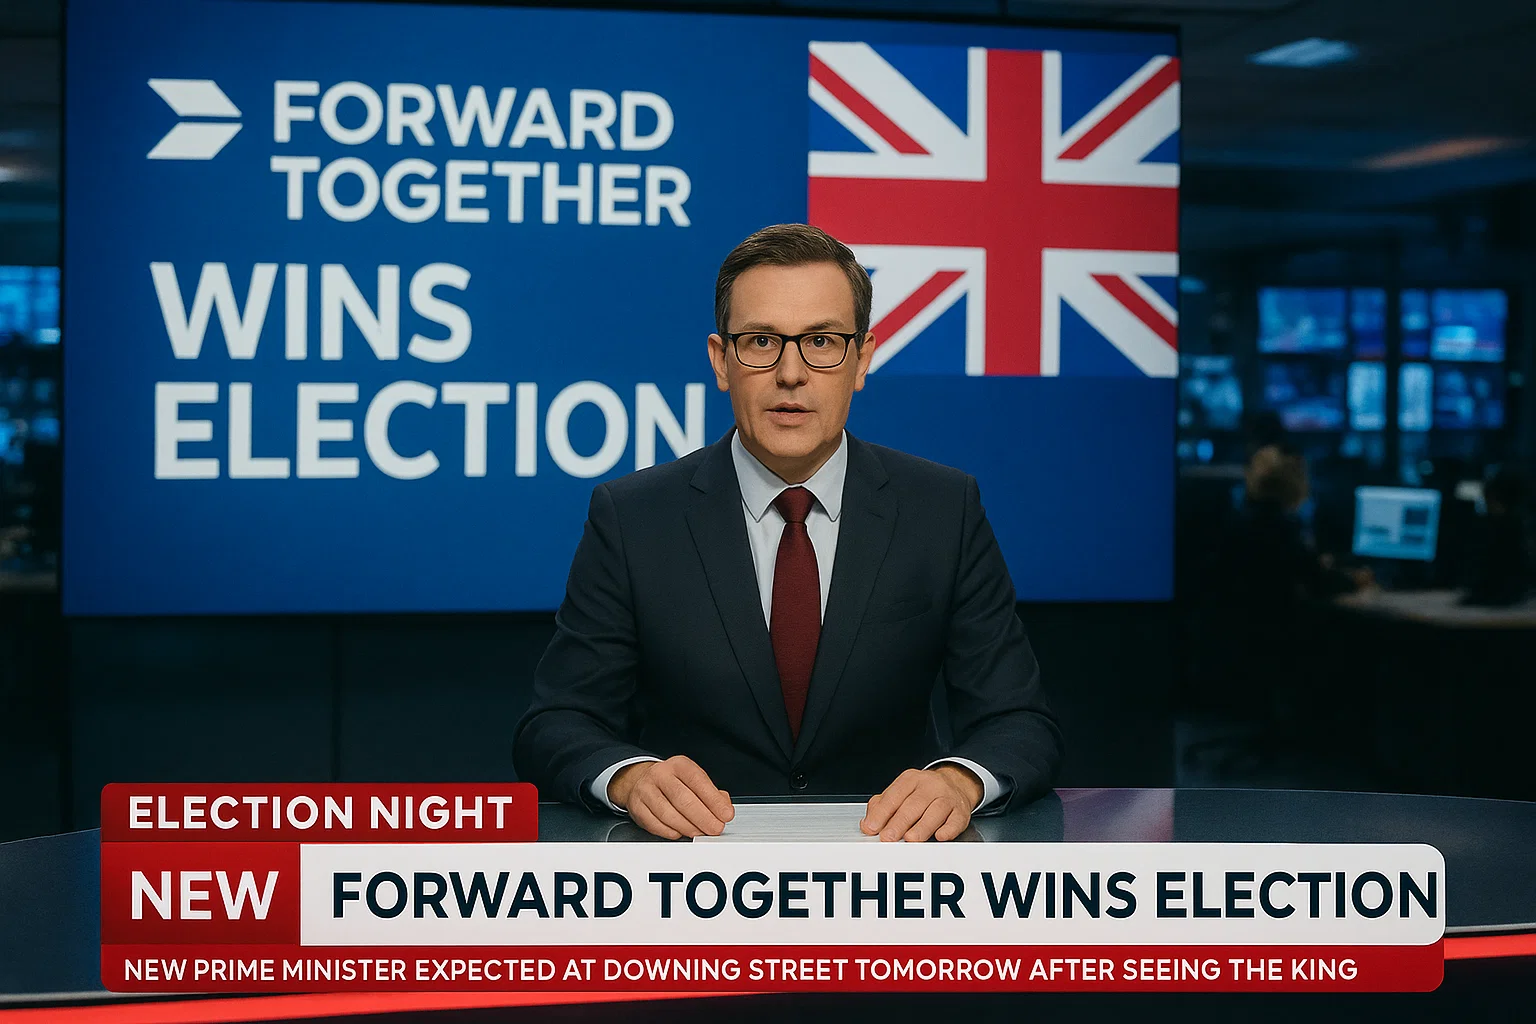 FORWARD
TOGETHER
WINS
ELECTION
ELECTION NIGHT
NEW
FORWARD TOGETHER WINS ELECTION
NEW PRIME MINISTER EXPECTED AT DOWNING STREET TOMORROW AFTER SEEING THE KING